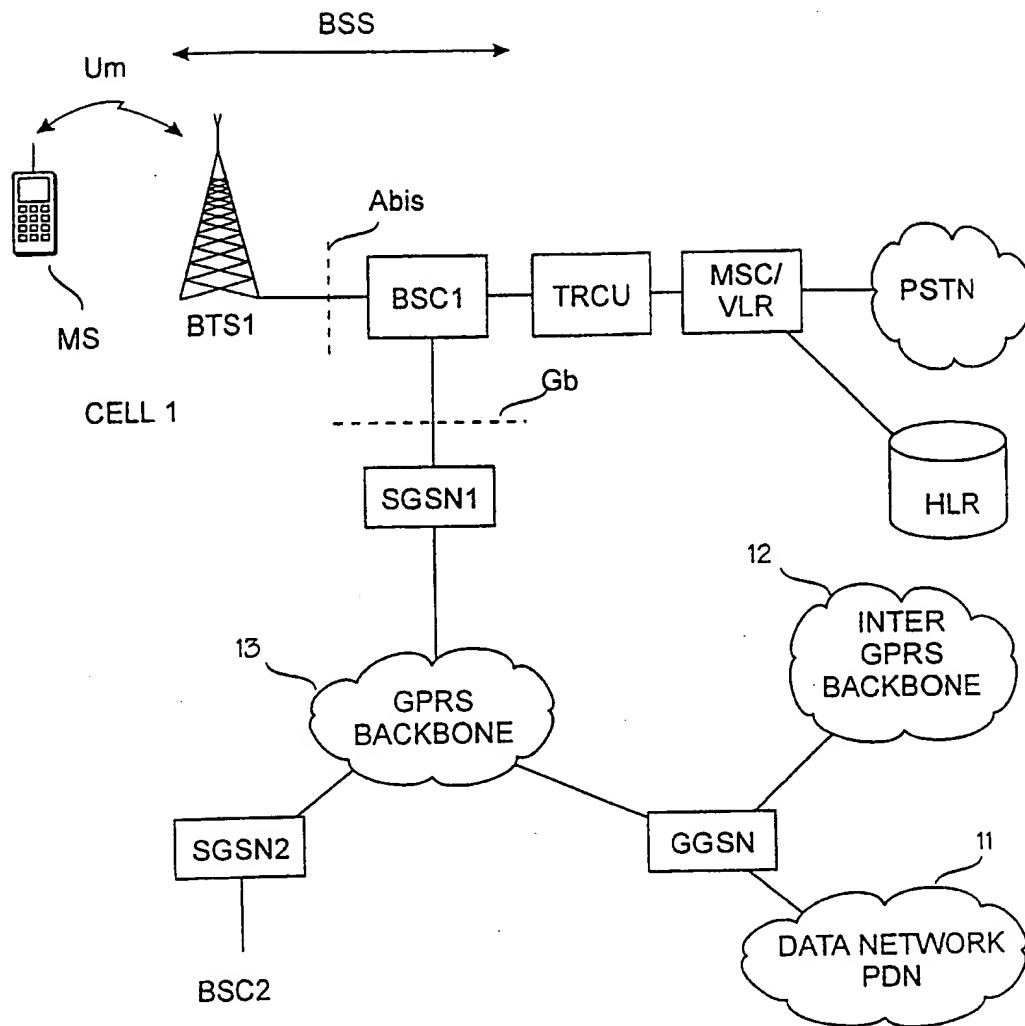 BSS
Um
Abis
BSC1
TRCU
MSC/
VLR
PSTN
MS
BTS1
CELL 1
Gb
SGSN1
HLR
12
INTER
GPRS
BACKBONE
13
GPRS
BACKBONE
SGSN2
GGSN
11
DATA NETWORK
PDN
BSC2